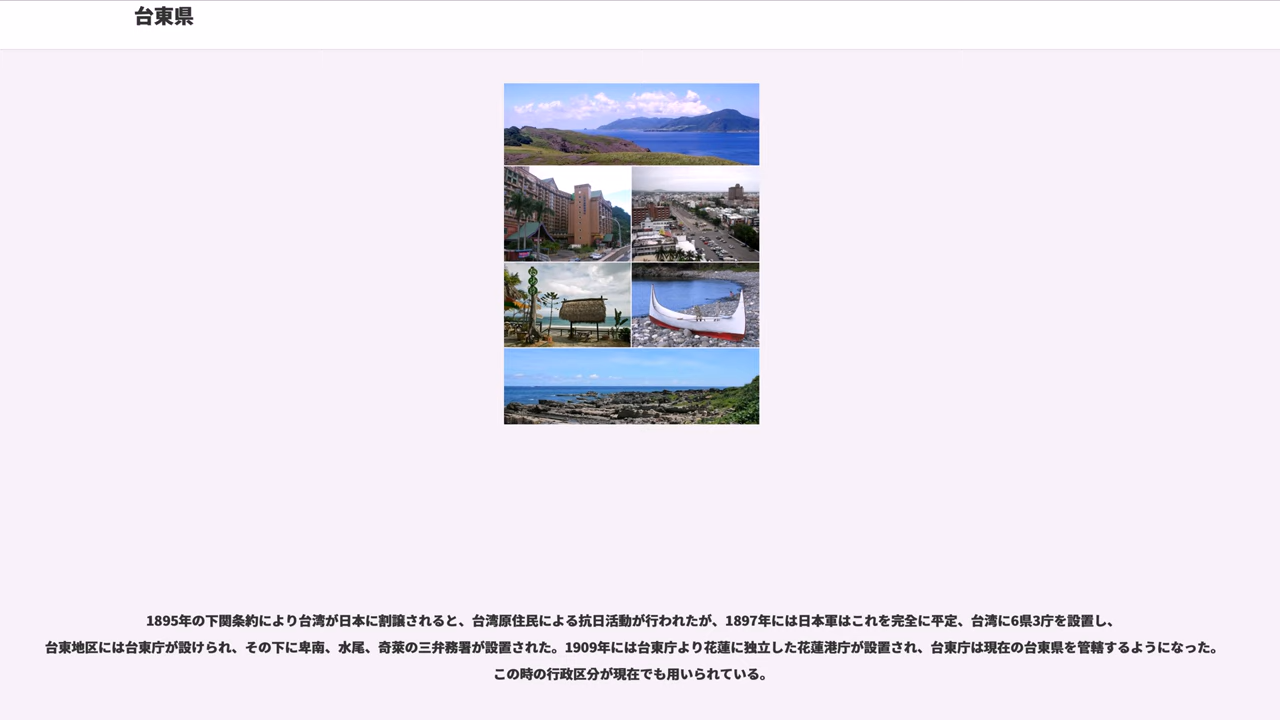 台東県
1895年の下関条約により台湾が日本に割譲されると、台湾原住民による抗日活動が行われたが、1897年には日本軍はこれを完全に平定、台湾に6県3庁を設置し、
台東地区には台東庁が設けられ、その下に卑南、水尾、奇萊の三弁務署が設置された。1909年には台東庁より花蓮に独立した花蓮港庁が設置され、台東庁は現在の台東県を管轄するようになった。
この時の行政区分が現在でも用いられている。